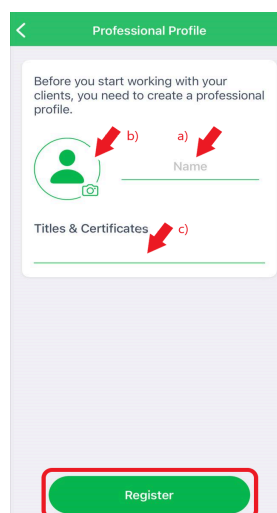 Professional Profile
Before you start working with your
clients, you need to create a professional
profile.
b)
a)
Name
Titles & Certificates
c)
Register